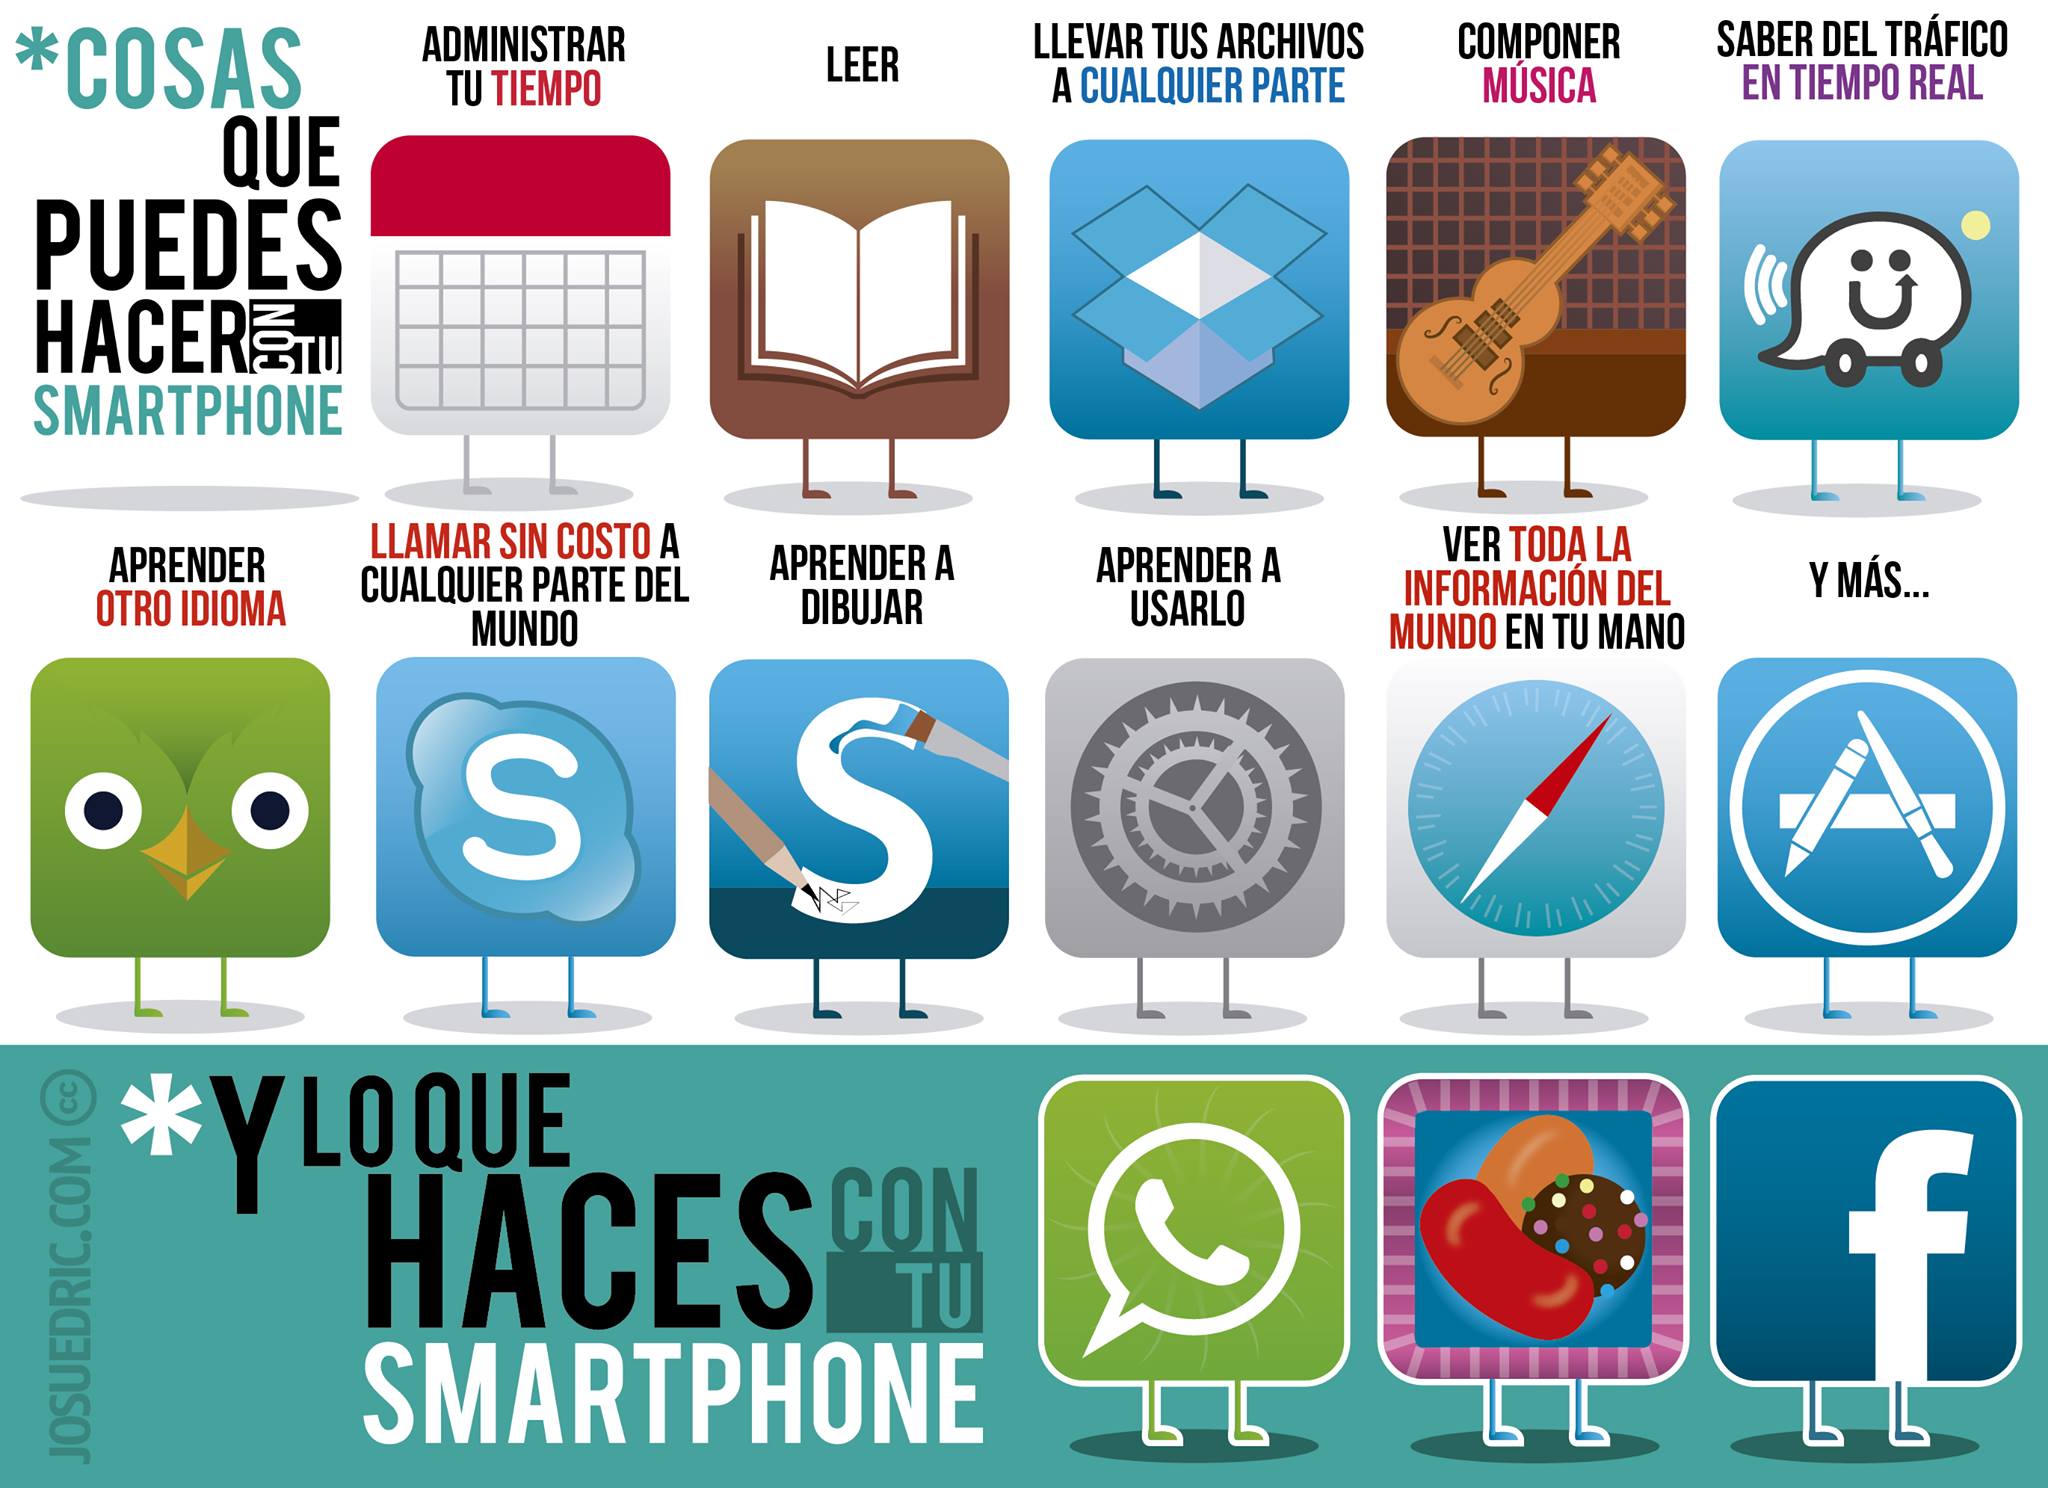 *COSAS
QUE
PUEDES
HACER CON TU
SMARTPHONE
ADMINISTRAR
TU TIEMPO
LEER
LLEVAR TUS ARCHIVOS
A CUALQUIER PARTE
COMPONER
MÚSICA
SABER DEL TRÁFICO
EN TIEMPO REAL
APRENDER
OTRO IDIOMA
LLAMAR SIN COSTO A
CUALQUIER PARTE DEL
MUNDO
S
APRENDER A
DIBUJAR
S
APRENDER A
USARLO
VER TODA LA
INFORMACIÓN DEL
MUNDO EN TU MANO
Y MÁS...
*Y LO QUE
HACES CON TU
SMARTPHONE
f
JOSUEDRIC.COM cc